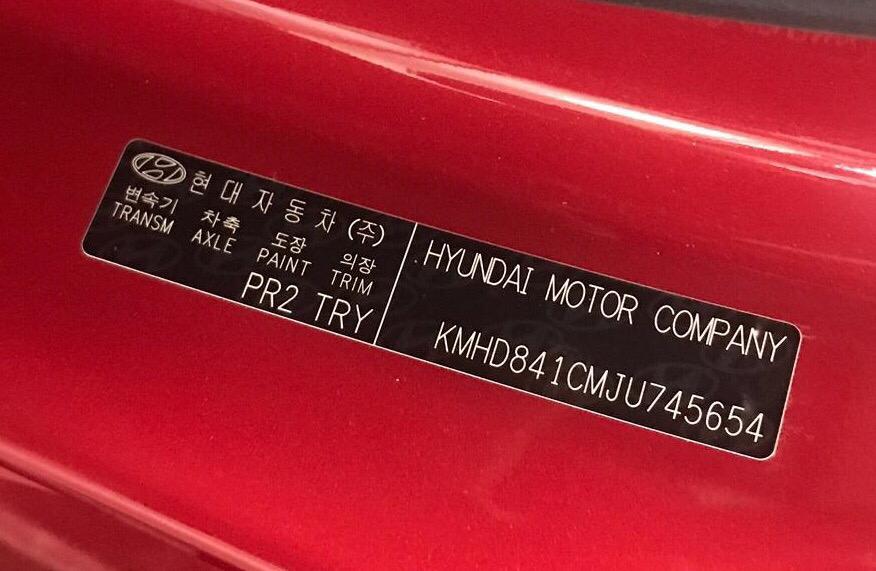 현대자동차(주)
변속기 차축 도장 의장
TRANSM AXLE PAINT TRIM
PR2 TRY
HYUNDAI MOTOR COMPANY
KMHD841CMJU745654